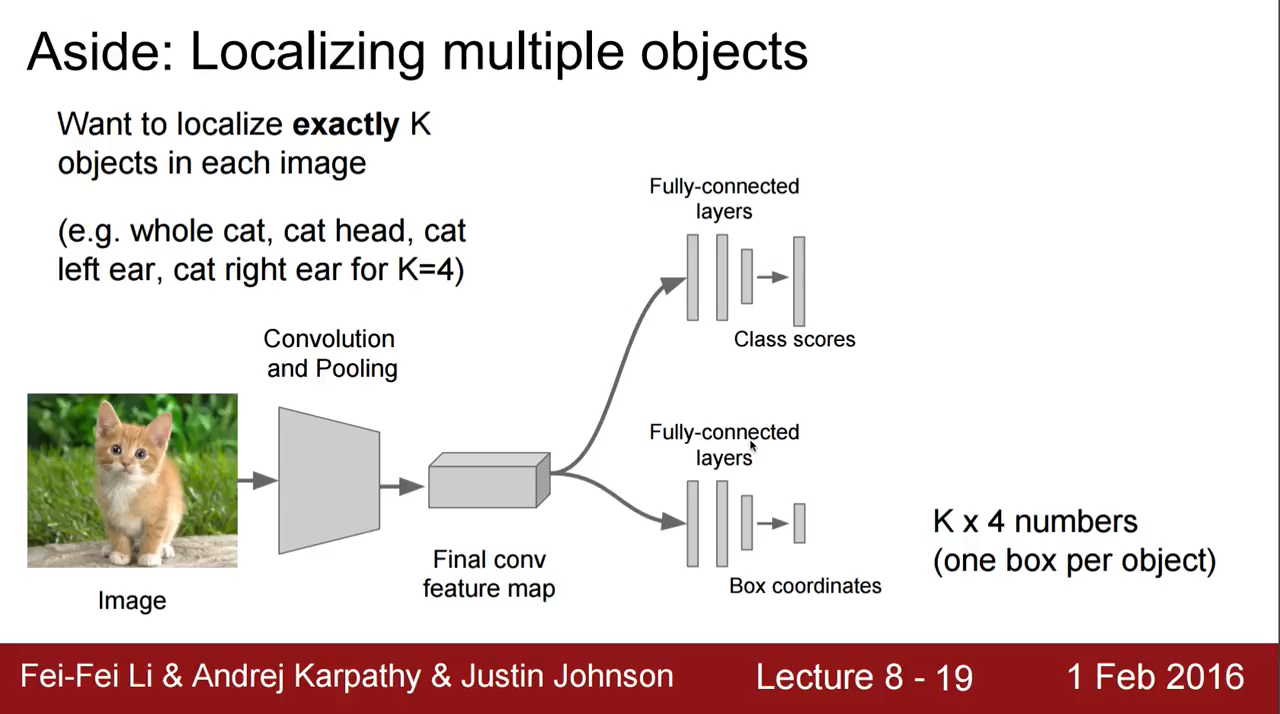 Aside: Localizing multiple objects
Want to localize exactly K
objects in each image
(e.g. whole cat, cat head, cat
left ear, cat right ear for K=4)
Convolution
and Pooling
Image
Final conv
feature map
Fully-connected
layers
Class scores
Fully-connected
layers
Box coordinates
K x 4 numbers
(one box per object)
Fei-Fei Li & Andrej Karpathy & Justin Johnson
Lecture 8 - 19
1 Feb 2016